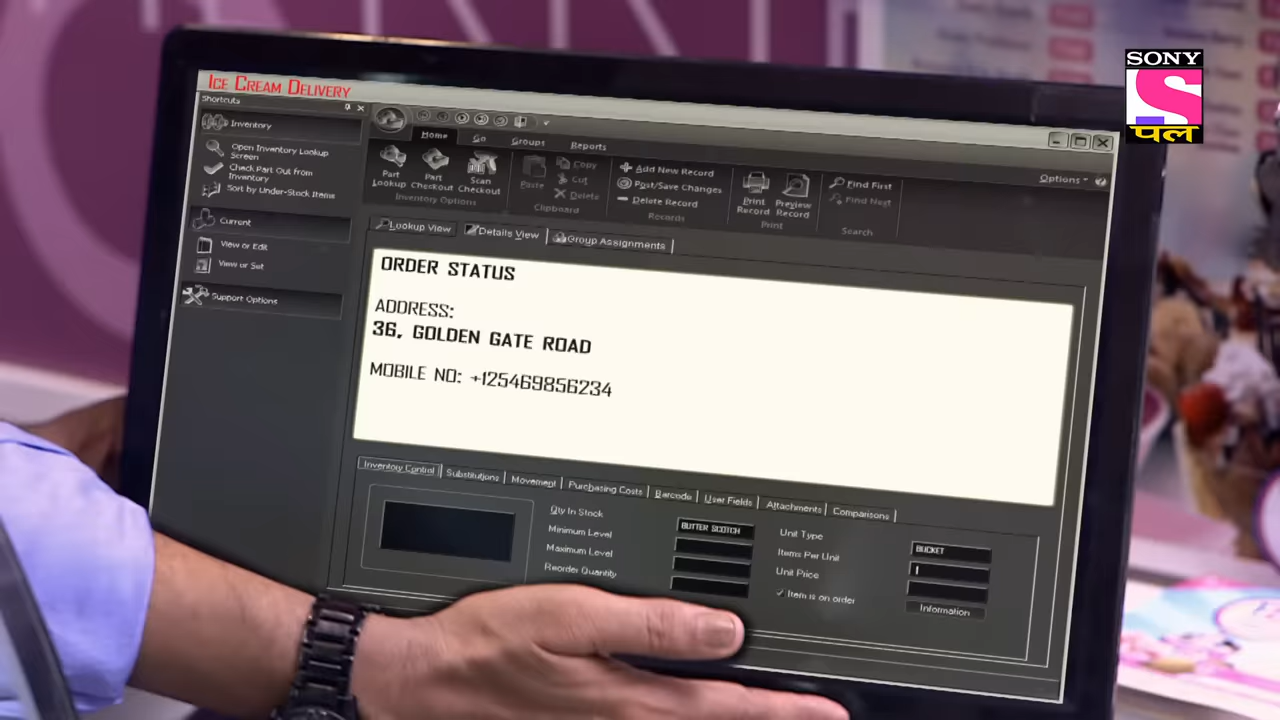 SONY
S
पल
ICE CREAM DELIVERY
Shortcuts
Inventory
Open Inventory Lookup
Screen
Check Part Out from
Inventory
Sort by Under-Stock Items
Current
View or Edit
View or Set
Support Options
Home
Go
Groups
Reports
Options
Part
Lookup
Part
Checkout
Scan
Checkout
Inventory Options
Paste
Copy
Cut
Delete
Clipboard
Add New Record
Post/Save Changes
Delete Record
Records
Print
Record
Preview
Record
Print
Find First
Find Next
Search
Lookup View
Details View
Group Assignments
ORDER STATUS
ADDRESS:
36, GOLDEN GATE ROAD
MOBILE NO: +125469856234
Inventory Control
Substitutions
Movement
Purchasing Costs
Barcode
User Fields
Attachments
Comparisons
Qty In Stock
BUTTER SCOTCH
Minimum Level
Maximum Level
Reorder Quantity
Unit Type
BUCKET
Items Per Unit
1
Unit Price
Item is on order
Information